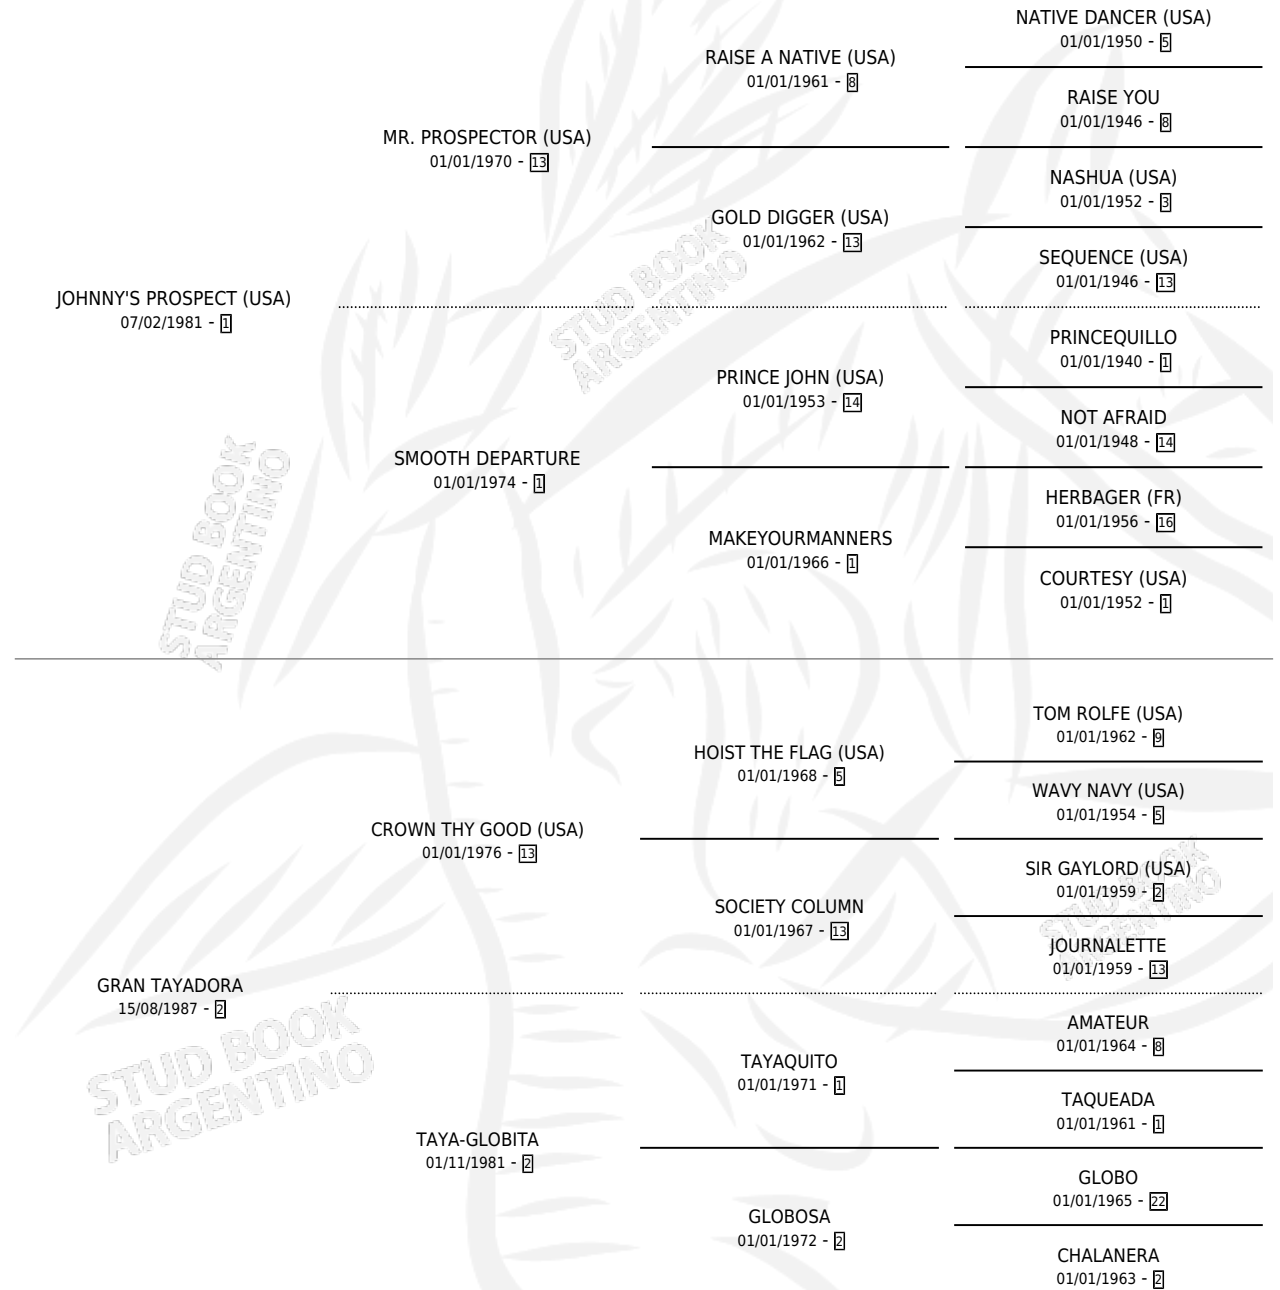 NATIVE DANCER (USA)
01/01/1950 - 5
RAISE A NATIVE (USA)
01/01/1961 - 8
RAISE YOU
01/01/1946 - 8
MR. PROSPECTOR (USA)
01/01/1970 - 13
NASHUA (USA)
01/01/1952 - 3
GOLD DIGGER (USA)
01/01/1962 - 13
SEQUENCE (USA)
01/01/1946 - 13
JOHNNY'S PROSPECT (USA)
07/02/1981 - 1
PRINCEQUILLO
01/01/1940 - 1
PRINCE JOHN (USA)
01/01/1953 - 14
NOT AFRAID
01/01/1948 - 14
SMOOTH DEPARTURE
01/01/1974 - 1
HERBAGER (FR)
01/01/1956 - 16
MAKEYOURMANNERS
01/01/1966 - 1
COURTESY (USA)
01/01/1952 - 1
TOM ROLFE (USA)
01/01/1962 - 9
HOIST THE FLAG (USA)
01/01/1968 - 5
WAVY NAVY (USA)
01/01/1954 - 5
CROWN THY GOOD (USA)
01/01/1976 - 13
SIR GAYLORD (USA)
01/01/1959 - 2
SOCIETY COLUMN
01/01/1967 - 13
JOURNALETTE
01/01/1959 - 13
GRAN TAYADORA
15/08/1987 - 2
AMATEUR
01/01/1964 - 8
TAYAQUITO
01/01/1971 - 1
TAQUEADA
01/01/1961 - 1
TAYA-GLOBITA
01/11/1981 - 2
GLOBO
01/01/1965 - 22
GLOBOSA
01/01/1972 - 2
CHALANERA
01/01/1963 - 2
STUD BOOK
ARGENTINO
STUD BOOK
ARGENTINO
STUD BOOK
ARGENTINO
STUD BOOK
ARGENTINO